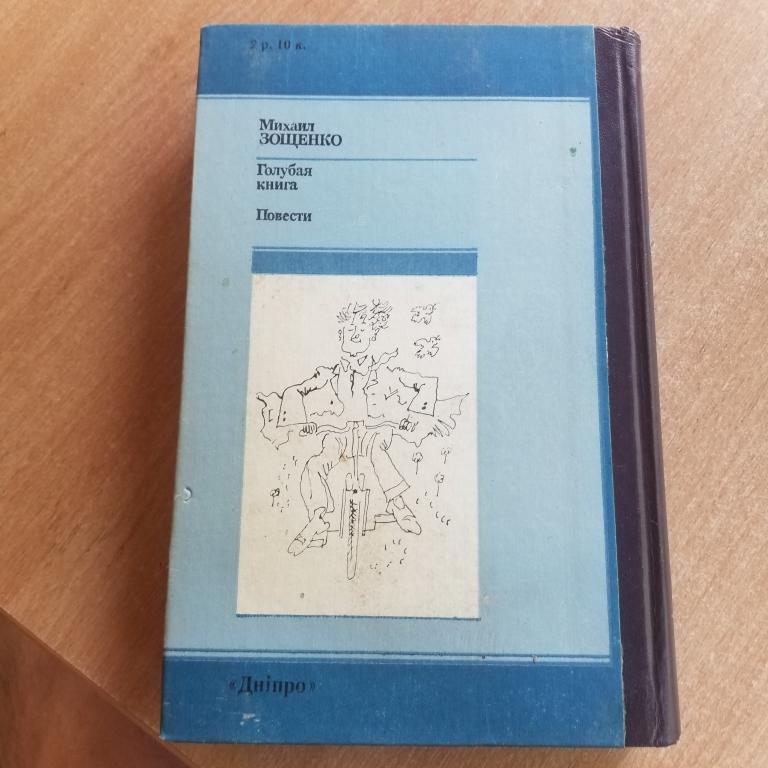 2 р. 10 к.
Михаил
ЗОЩЕНКО
Голубая
книга
Повести
«Дніпро»